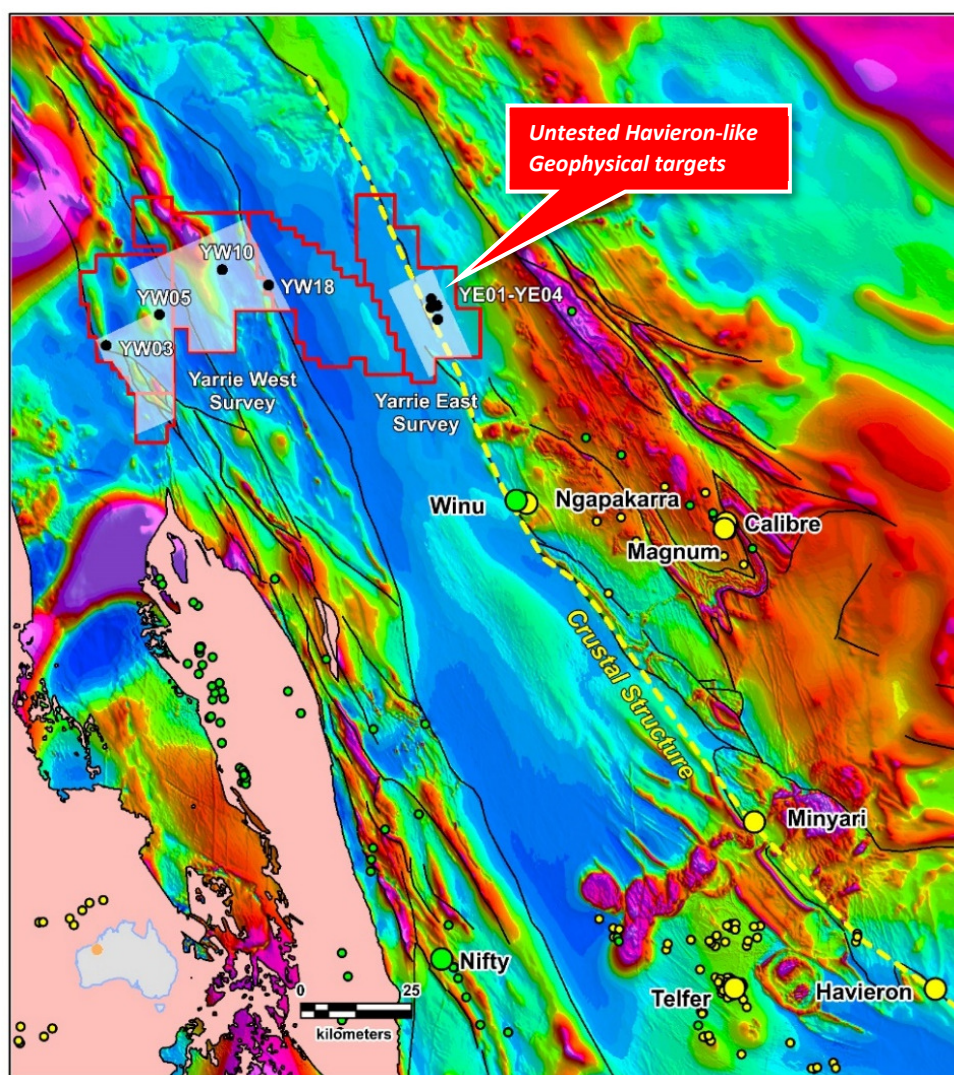 Untested Havieron-like
Geophysical targets
YW10
YW18
YE01-YE04
YW05
YW03
Yarrie West
Survey
Yarrie East
Survey
Winu
Ngapakarra
Calibre
Magnum
Crustal Structure
Minyari
Nifty
Telfer
Havieron
0 25
kilometers